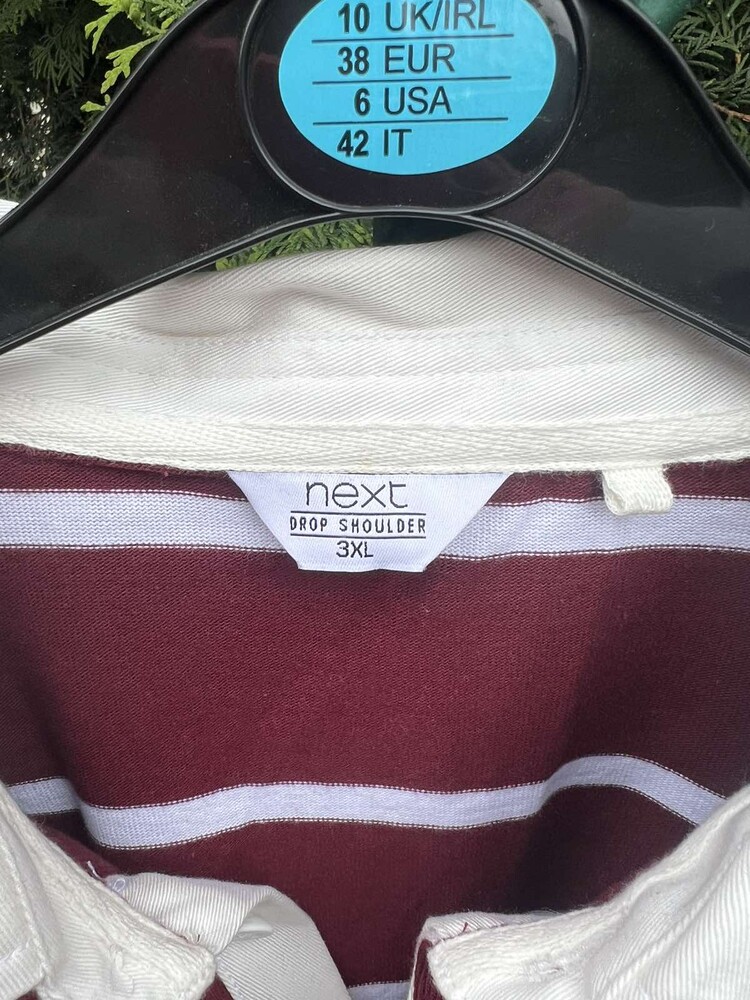 10 UK/IRL
38 EUR
6 USA
42 IT
next
DROP SHOULDER
3XL